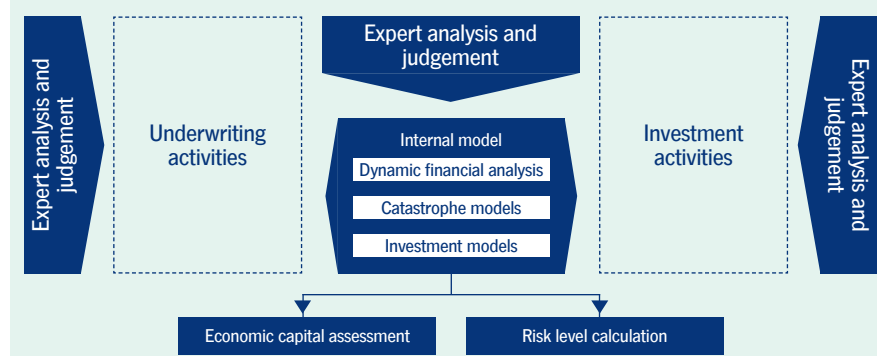 Expert analysis and
judgement
Underwriting
activities
Expert analysis and
judgement
Internal model
Dynamic financial analysis
Catastrophe models
Investment models
Investment
activities
Expert analysis and
judgement
Economic capital assessment
Risk level calculation